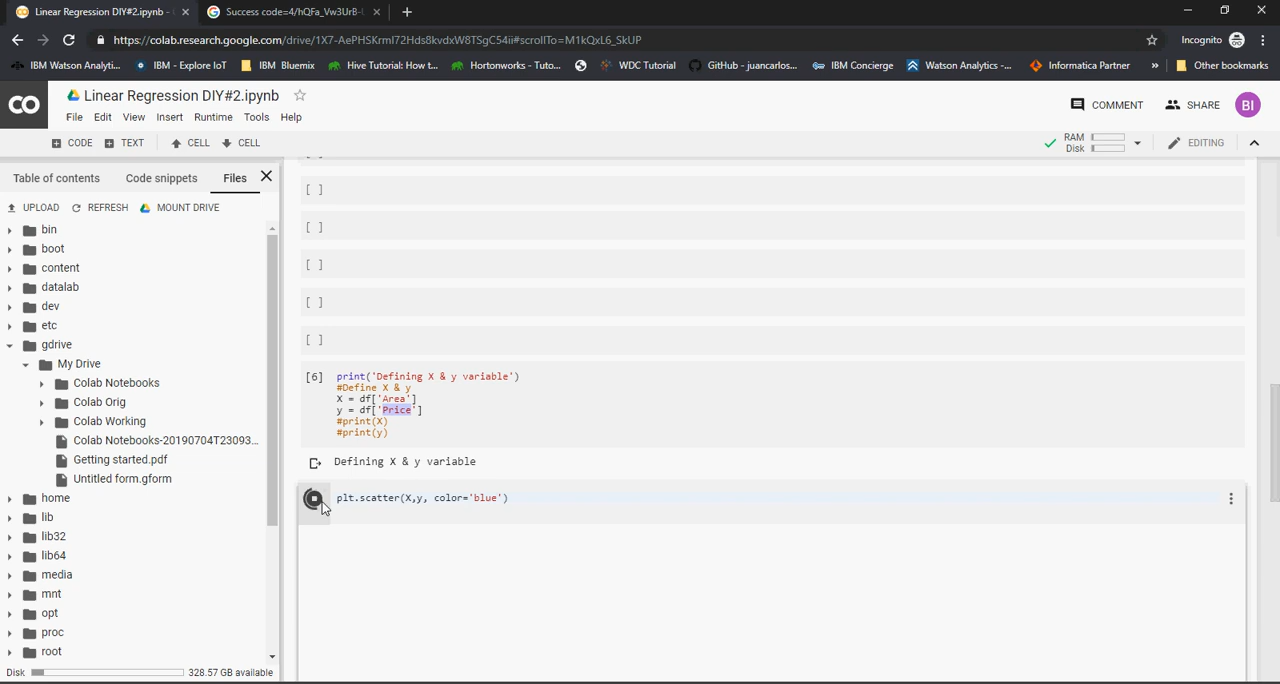 Linear Regression DIY#2.ipynb -
Success code=4/hQFa_Vw3UrB-
https://colab.research.google.com/drive/1X7-AePHSKrmI72Hds8kvdxW8TSgC54ii#scrollTo=M1kQxL6_SkUP
Incognito
IBM Watson Analyti...
IBM - Explore IoT
IBM Bluemix
Hive Tutorial: How t...
Hortonworks - Tuto...
WDC Tutorial
GitHub - juancarlos...
IBM Concierge
Watson Analytics -...
Informatica Partner
»
Other bookmarks
CO
Linear Regression DIY#2.ipynb
COMMENT
SHARE
BI
File Edit View Insert Runtime Tools Help
CODE
TEXT
CELL
CELL
RAM
Disk
EDITING
Table of contents
Code snippets
Files
UPLOAD
REFRESH
MOUNT DRIVE
bin
boot
content
datalab
dev
etc
gdrive
My Drive
Colab Notebooks
Colab Orig
Colab Working
Colab Notebooks-20190704T23093...
Getting started.pdf
Untitled form.gform
home
lib
lib32
lib64
media
mnt
opt
proc
root
Disk
328.57 GB available
[ ]
[ ]
[ ]
[ ]
[ ]
[6]
print('Defining X & y variable')
#Define X & y
X = df['Area']
y = df['Price']
#print(X)
#print(y)
Defining X & y variable
plt.scatter(X,y, color='blue')